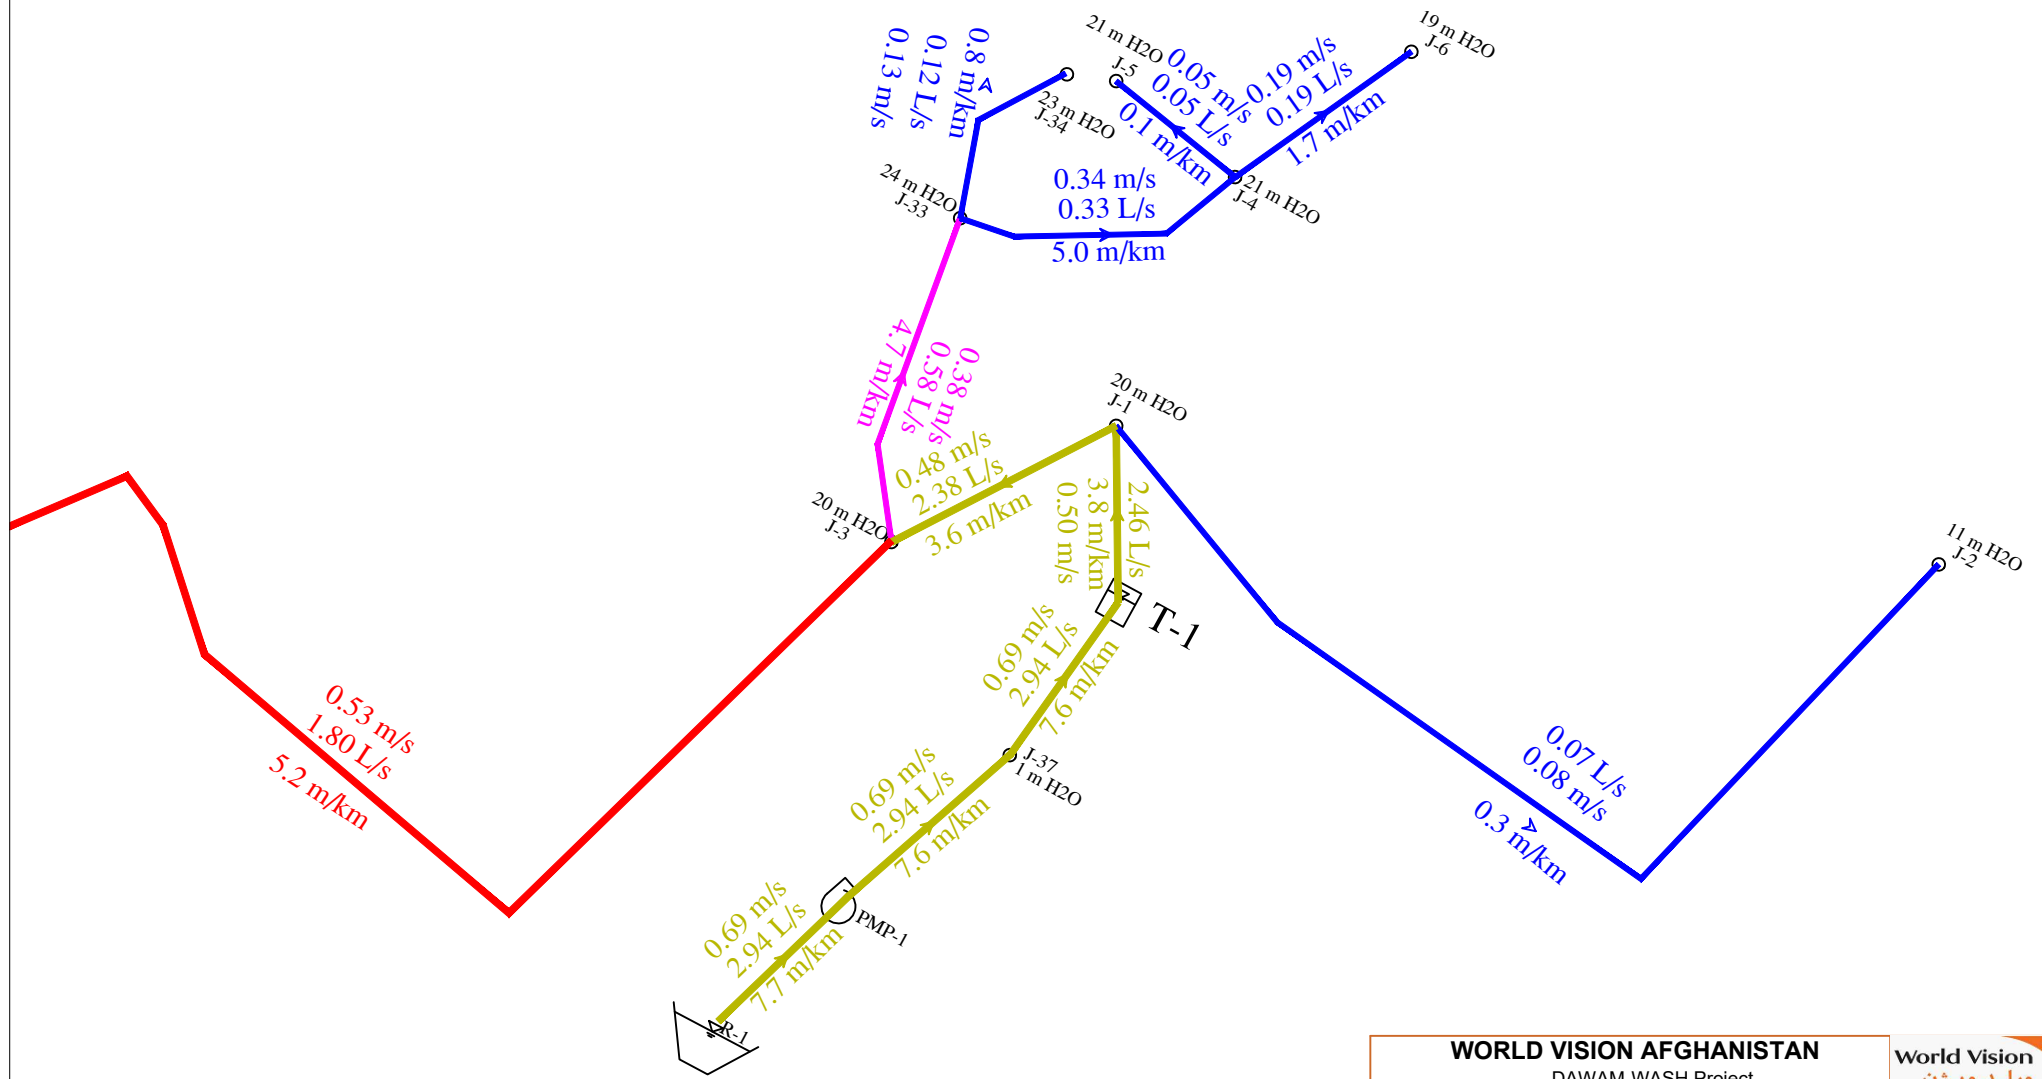 0.8 m/km
0.12 L/s
0.13 m/s
23 m H2O
J-34
21 m H2O
J-5
0.05 m/s
0.05 L/s
0.1 m/km
19 m H2O
J-6
0.19 m/s
0.19 L/s
1.7 m/km
24 m H2O
J-33
0.34 m/s
0.33 L/s
5.0 m/km
21 m H2O
J-4
0.38 m/s
0.58 L/s
4.7 m/km
20 m H2O
J-1
0.48 m/s
2.38 L/s
3.6 m/km
20 m H2O
J-3
2.46 L/s
3.8 m/km
0.50 m/s
11 m H2O
J-2
T-1
0.69 m/s
2.94 L/s
7.6 m/km
0.53 m/s
1.80 L/s
5.2 m/km
0.07 L/s
0.08 m/s
0.3 m/km
J-37
1 m H2O
0.69 m/s
2.94 L/s
7.6 m/km
PMP-1
0.69 m/s
2.94 L/s
7.7 m/km
R-1
WORLD VISION AFGHANISTAN
DAWAM WASH Project
World Vision